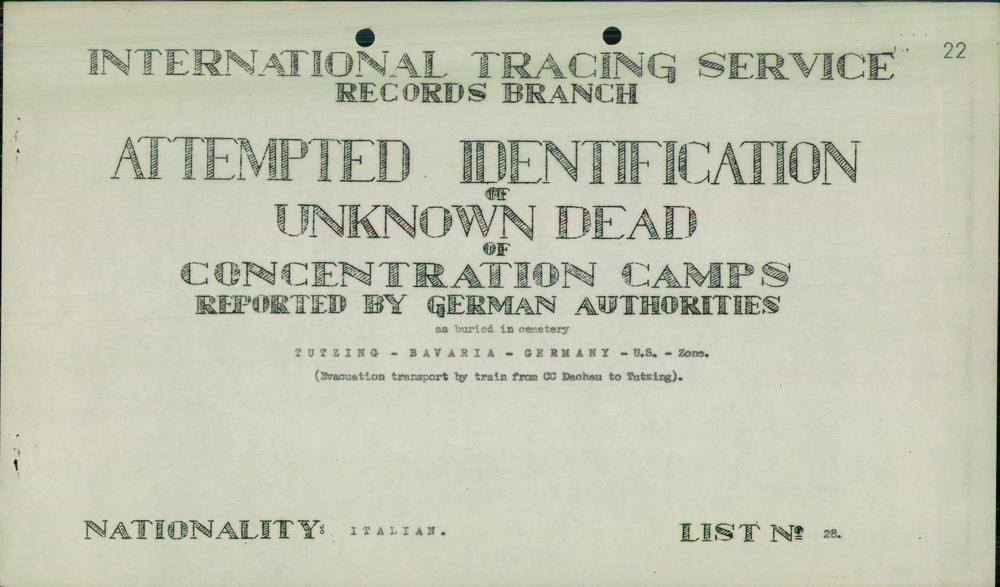 22
INTERNATIONAL TRACING SERVICE
RECORDS BRANCH
ATTEMPTED IDENTIFICATION
OF
UNKNOWN DEAD
OF
CONCENTRATION CAMPS
REPORTED BY GERMAN AUTHORITIES
as buried in cemetery
TUTZING - BAVARIA - GERMANY - U.S. - Zone.
(Evacuation transport by train from CC Dachau to Tutzing).
NATIONALITY: ITALIAN.
LIST Nº 28.